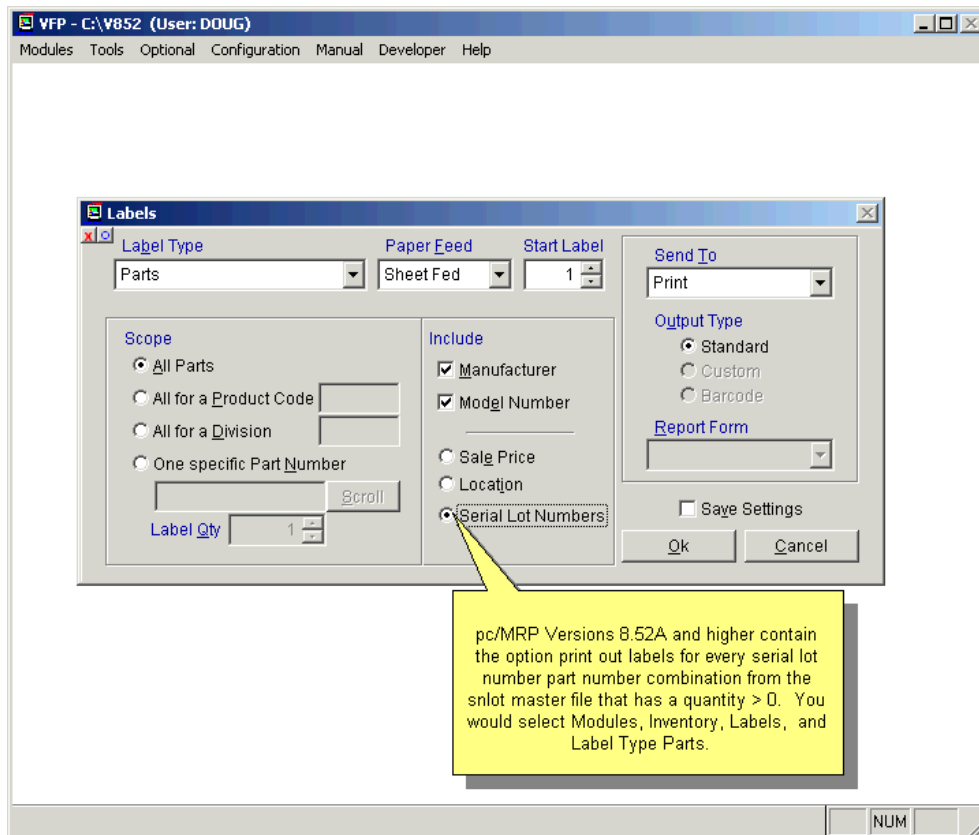 VFP - C:\V852 (User: DOUG)
Modules Tools Optional Configuration Manual Developer Help
Labels
Label Type
Paper Feed
Start Label
Send To
Parts
Sheet Fed
1
Print
Output Type
Standard
Custom
Barcode
Report Form
Scope
All Parts
All for a Product Code
All for a Division
One specific Part Number
Scroll
Label Qty
1
Include
Manufacturer
Model Number
Sale Price
Location
Serial Lot Numbers
Save Settings
Ok
Cancel
pc/MRP Versions 8.52A and higher contain
the option print out labels for every serial lot
number part number combination from the
snlot master file that has a quantity > 0. You
would select Modules, Inventory, Labels, and
Label Type Parts.
NUM